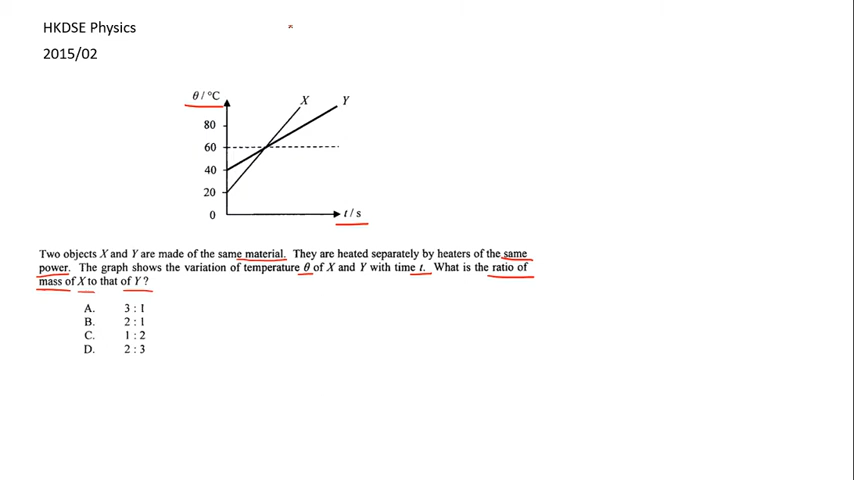 HKDSE Physics
2015/02
θ / °C
X
Y
80
60
40
20
0
t / s
Two objects X and Y are made of the same material. They are heated separately by heaters of the same
power. The graph shows the variation of temperature θ of X and Y with time t. What is the ratio of
mass of X to that of Y ?
A. 3 : 1
B. 2 : 1
C. 1 : 2
D. 2 : 3